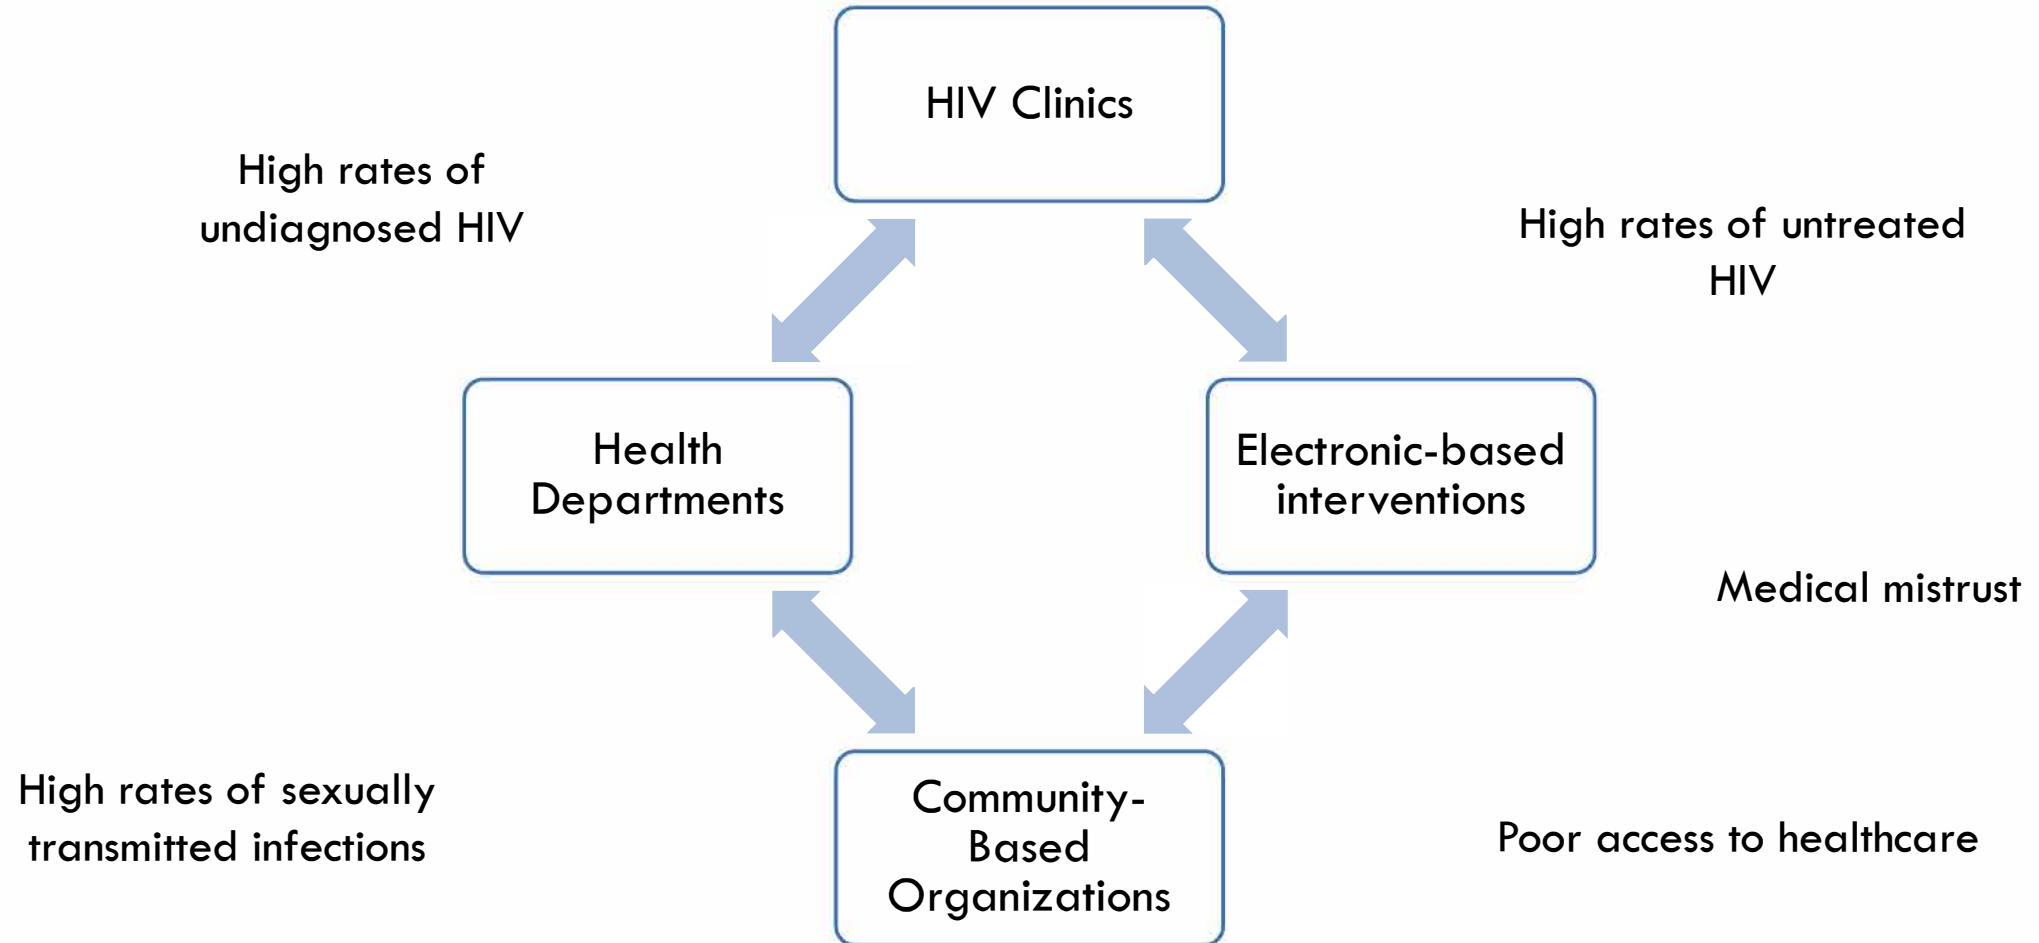 HIV Clinics
High rates of
undiagnosed HIV
High rates of untreated
HIV
Health
Departments
Electronic-based
interventions
Medical mistrust
High rates of sexually
transmitted infections
Community-
Based
Organizations
Poor access to healthcare